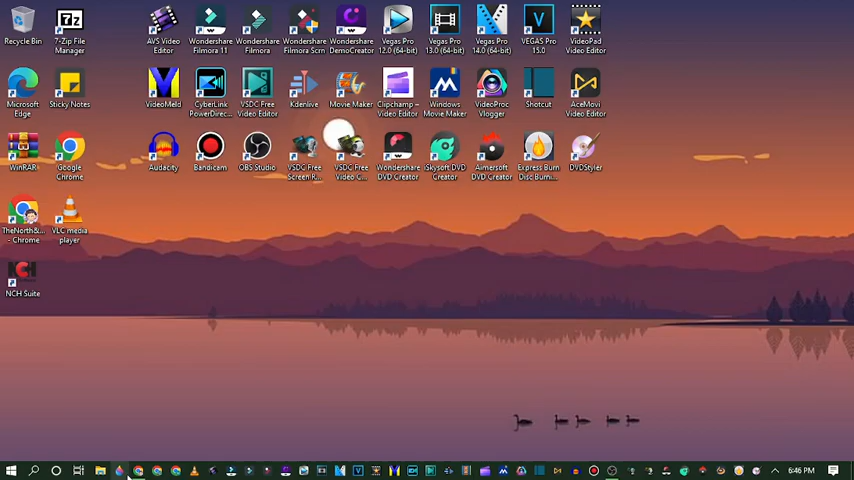 Recycle Bin
7-Zip File
Manager
AVS Video
Editor
Wondershare
Filmora 11
Wondershare
Filmora
Wondershare
Filmora Scrn
Wondershare
DemoCreator
Vegas Pro
12.0 (64-bit)
Vegas Pro
13.0 (64-bit)
Vegas Pro
14.0 (64-bit)
VEGAS Pro
15.0
VideoPad
Video Editor
Microsoft
Edge
Sticky Notes
VideoMeld
CyberLink
PowerDirec...
VSDC Free
Video Editor
Kdenlive
Movie Maker
Clipchamp –
Video Editor
Windows
Movie Maker
VideoProc
Vlogger
Shotcut
AceMovi
Video Editor
WinRAR
Google
Chrome
Audacity
Bandicam
OBS Studio
VSDC Free
Screen R...
VSDC Free
Video C...
Wondershare
DVD Creator
iSkysoft DVD
Creator
Aimersoft
DVD Creator
Express Burn
Disc Burni...
DVDStyler
TheNorth&...
- Chrome
VLC media
player
NCH
NCH Suite
6:46 PM